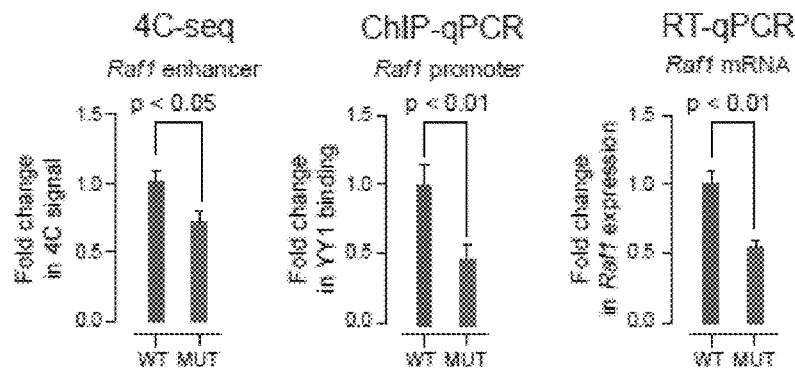 4C-seq
Raf1 enhancer
p < 0.05
Fold change
in 4C signal
1.5
1.0
0.5
0.0
WT MUT
ChIP-qPCR
Raf1 promoter
p < 0.01
Fold change
in YY1 binding
1.5
1.0
0.5
0.0
WT MUT
RT-qPCR
Raf1 mRNA
p < 0.01
Fold change
in Raf1 expression
1.5
1.0
0.5
0.0
WT MUT